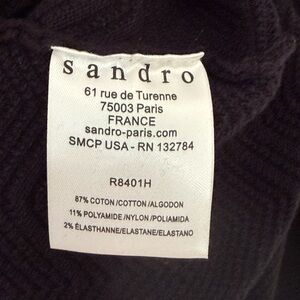 sandro
61 rue de Turenne
75003 Paris
FRANCE
sandro-paris.com
SMCP USA - RN 132784
R8401H
87% COTON/COTTON/ALGODON
11% POLYAMIDE/NYLON/POLIAMIDA
2% ÉLASTHANNE/ELASTANE/ELASTANO